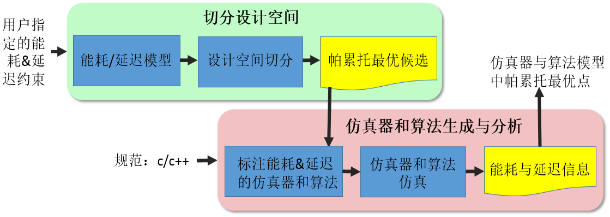 切分设计空间
用户指
定的能
耗&延
迟约束
能耗/延迟模型
设计空间切分
帕累托最优候选
仿真器与算法模型
中帕累托最优点
仿真器和算法生成与分析
规范：c/c++
标注能耗&延迟
的仿真器和算法
仿真器和算法
仿真
能耗与延迟信息